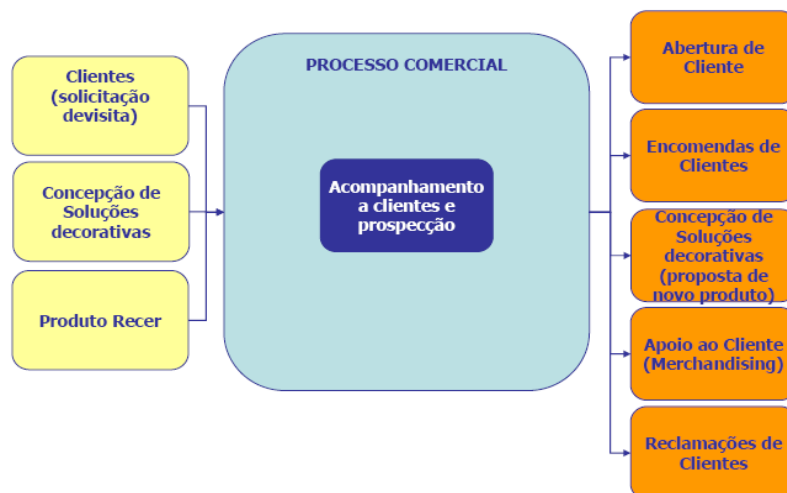 Clientes
(solicitação
devisita)
Concepção de
Soluções
decorativas
Produto Recer
PROCESSO COMERCIAL
Acompanhamento
a clientes e
prospecção
Abertura de
Cliente
Encomendas de
Clientes
Concepção de
Soluções
decorativas
(proposta de
novo produto)
Apoio ao Cliente
(Merchandising)
Reclamações de
Clientes